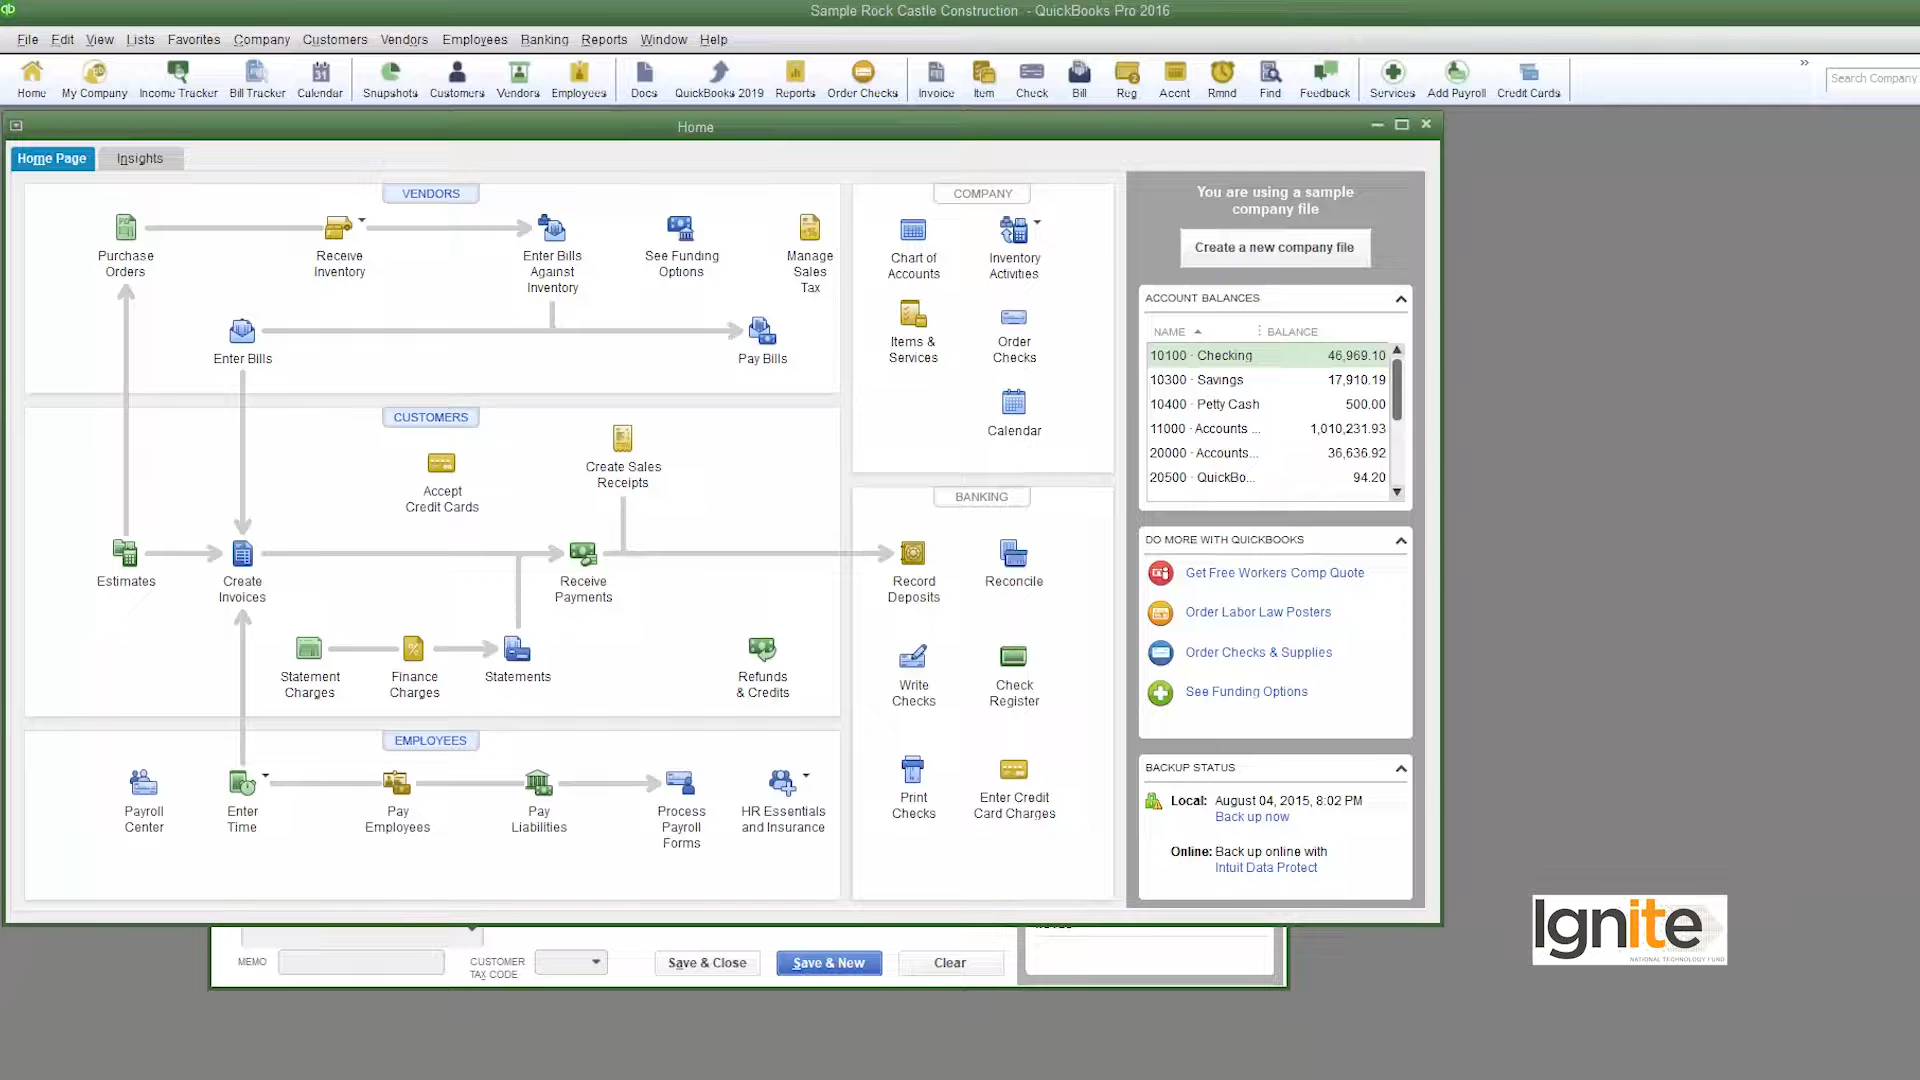 Sample Rock Castle Construction - QuickBooks Pro 2016
File Edit View Lists Favorites Company Customers Vendors Employees Banking Reports Window Help
Home My Company Income Tracker Bill Tracker Calendar Snapshots Customers Vendors Employees Docs QuickBooks 2019 Reports Order Checks Invoice Item Check Bill Reg Accnt Rmnd Find Feedback Services Add Payroll Credit Cards
Search Company
Home
Home Page Insights
VENDORS
Purchase
Orders
Receive
Inventory
Enter Bills
Against
Inventory
See Funding
Options
Manage
Sales
Tax
Enter Bills
Pay Bills
CUSTOMERS
Create Sales
Receipts
Accept
Credit Cards
Estimates
Create
Invoices
Receive
Payments
Statement
Charges
Finance
Charges
Statements
Refunds
& Credits
EMPLOYEES
Payroll
Center
Enter
Time
Pay
Employees
Pay
Liabilities
Process
Payroll
Forms
HR Essentials
and Insurance
COMPANY
Chart of
Accounts
Inventory
Activities
Items &
Services
Order
Checks
Calendar
BANKING
Record
Deposits
Reconcile
Write
Checks
Check
Register
Print
Checks
Enter Credit
Card Charges
You are using a sample
company file
Create a new company file
ACCOUNT BALANCES
NAME BALANCE
10100 · Checking 46,969.10
10300 · Savings 17,910.19
10400 · Petty Cash 500.00
11000 · Accounts ... 1,010,231.93
20000 · Accounts... 36,636.92
20500 · QuickBo... 94.20
DO MORE WITH QUICKBOOKS
Get Free Workers Comp Quote
Order Labor Law Posters
Order Checks & Supplies
See Funding Options
BACKUP STATUS
Local: August 04, 2015, 8:02 PM
Back up now
Online: Back up online with
Intuit Data Protect
MEMO
CUSTOMER
TAX CODE
Save & Close
Save & New
Clear
Ignite
NATIONAL TECHNOLOGY FUND